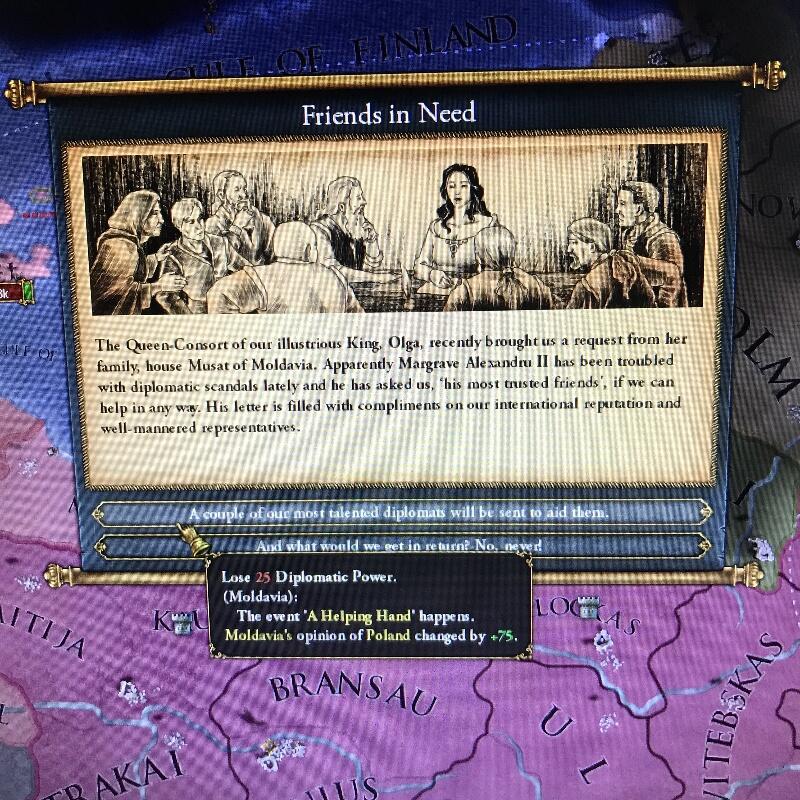 GULF OF FINLAND
Friends in Need
The Queen-Consort of our illustrious King, Olga, recently brought us a request from her
family, house Musat of Moldavia. Apparently Margrave Alexandru II has been troubled
with diplomatic scandals lately and he has asked us, 'his most trusted friends', if we can
help in any way. His letter is filled with compliments on our international reputation and
well-mannered representatives.
A couple of our most talented diplomats will be sent to aid them.
And what would we get in return? No, never!
Lose 25 Diplomatic Power.
(Moldavia):
The event 'A Helping Hand' happens.
Moldavia's opinion of Poland changed by +75.
BRANSAU
VITEBSKAS
TRAKAI